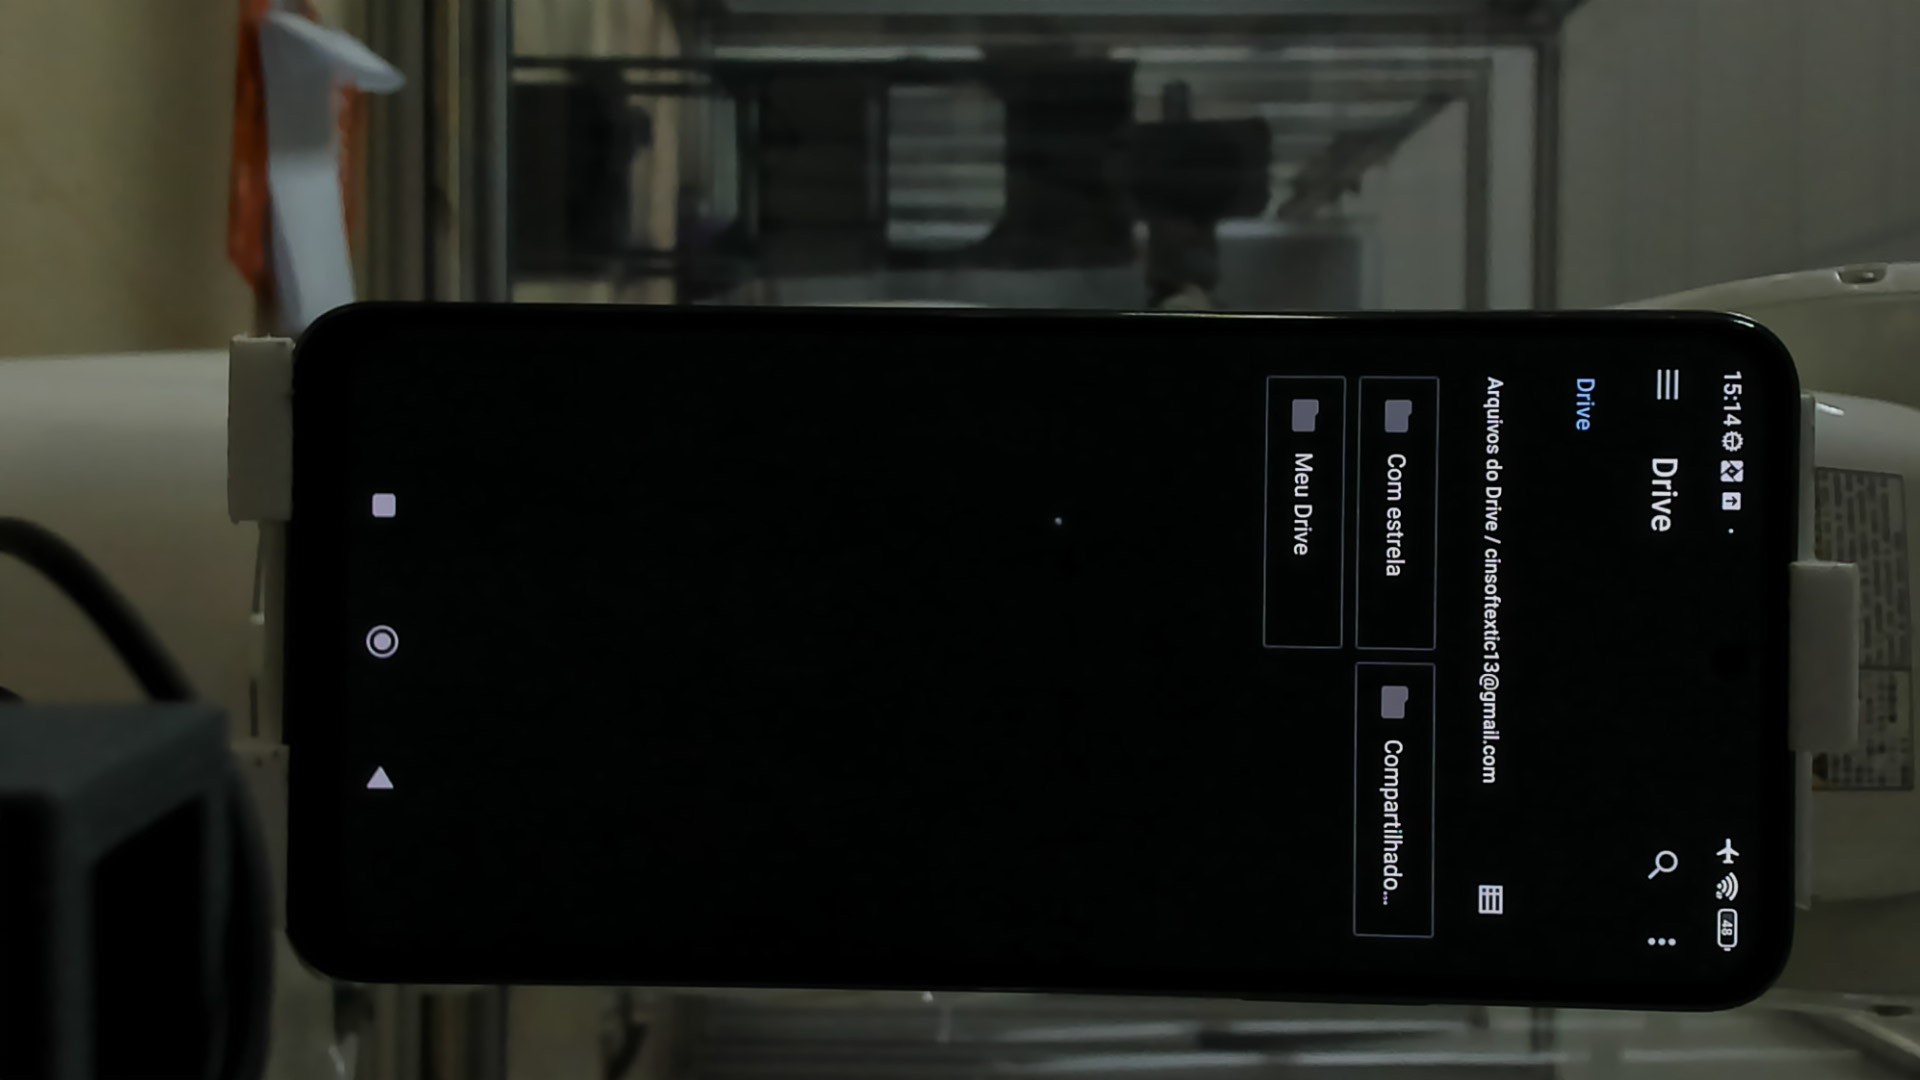 15:14
48
Drive
Drive
Arquivos do Drive / cinsoftextic13@gmail.com
Com estrela
Compartilhado...
Meu Drive